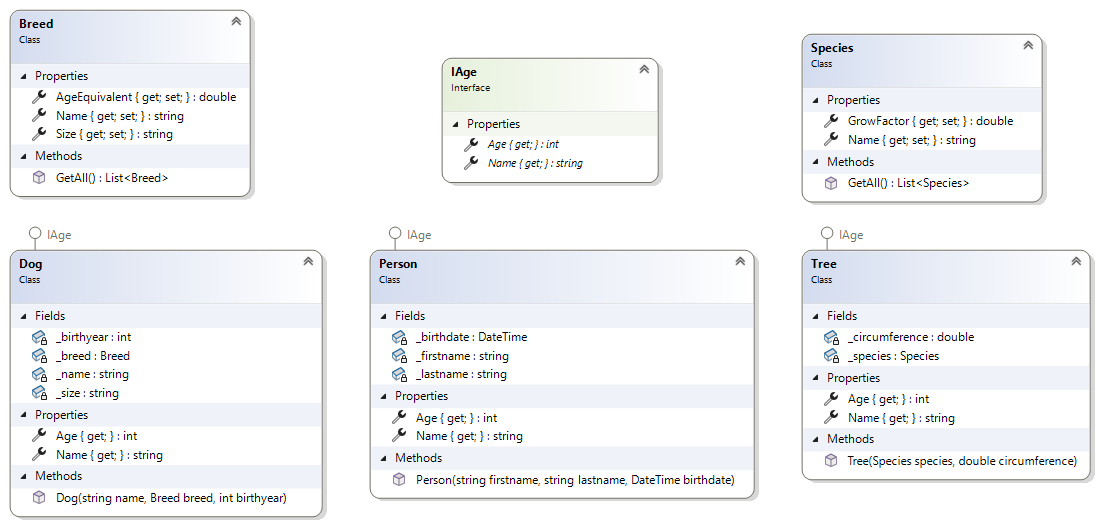 Breed
Class
Properties
AgeEquivalent { get; set; } : double
Name { get; set; } : string
Size { get; set; } : string
Methods
GetAll() : List<Breed>
IAge
Interface
Properties
Age { get; } : int
Name { get; } : string
Species
Class
Properties
GrowFactor { get; set; } : double
Name { get; set; } : string
Methods
GetAll() : List<Species>
IAge
Dog
Class
Fields
_birthyear : int
_breed : Breed
_name : string
_size : string
Properties
Age { get; } : int
Name { get; } : string
Methods
Dog(string name, Breed breed, int birthyear)
IAge
Person
Class
Fields
_birthdate : DateTime
_firstname : string
_lastname : string
Properties
Age { get; } : int
Name { get; } : string
Methods
Person(string firstname, string lastname, DateTime birthdate)
IAge
Tree
Class
Fields
_circumference : double
_species : Species
Properties
Age { get; } : int
Name { get; } : string
Methods
Tree(Species species, double circumference)